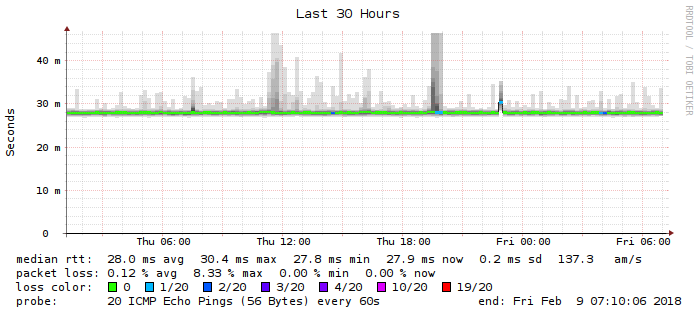 Last 30 Hours
RRDTOOL / TOBI OETIKER
Seconds
40 m
30 m
20 m
10 m
0
Thu 06:00 Thu 12:00 Thu 18:00 Fri 00:00 Fri 06:00
median rtt: 28.0 ms avg 30.4 ms max 27.8 ms min 27.9 ms now 0.2 ms sd 137.3 am/s
packet loss: 0.12 % avg 8.33 % max 0.00 % min 0.00 % now
loss color: 0 1/20 2/20 3/20 4/20 10/20 19/20
probe: 20 ICMP Echo Pings (56 Bytes) every 60s end: Fri Feb 9 07:10:06 2018